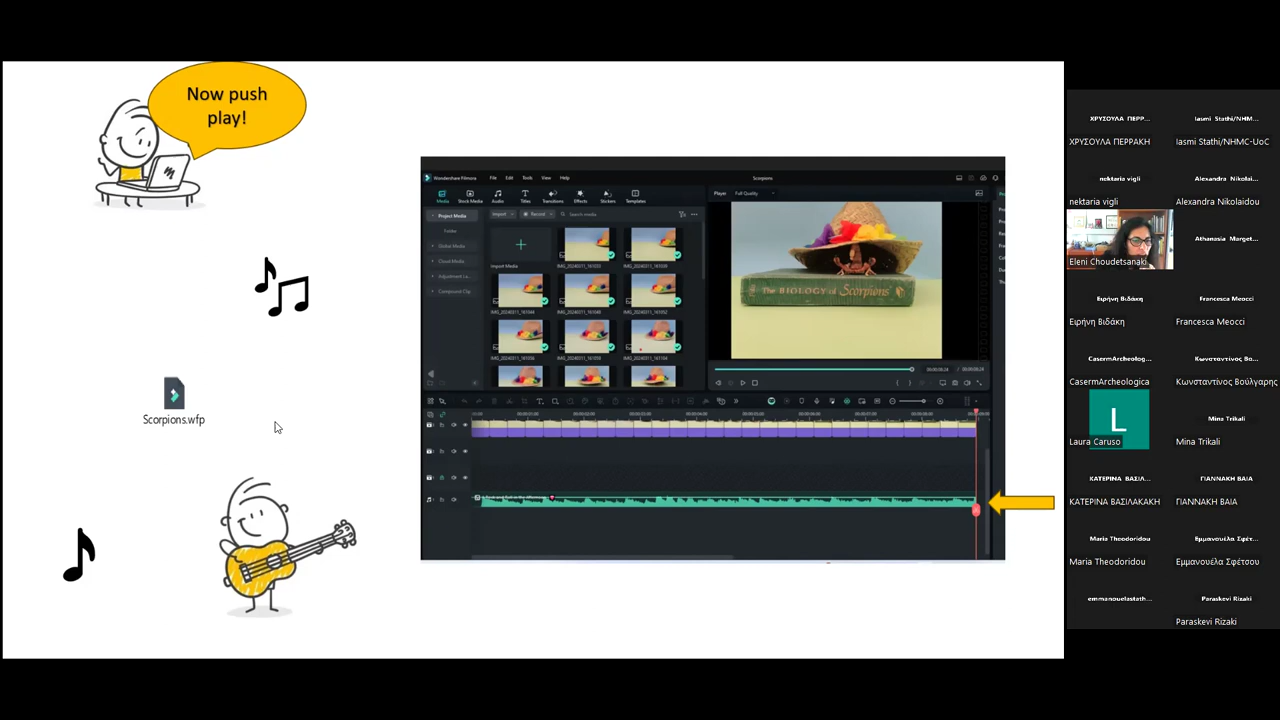 Now push
play!
Scorpions.wfp
Wondershare Filmora
File
Edit
Tools
View
Help
Scorpions
Media
Stock Media
Audio
Titles
Transitions
Effects
Stickers
Templates
Player
Full Quality
Project Media
Folder
Global Media
Cloud Media
Adjustment La...
Compound Clip
Import
Record
Search media
Import Media
The BIOLOGY of Scorpions
ΧΡΥΣΟΥΛΑ ΠΕΡΡ...
ΧΡΥΣΟΥΛΑ ΠΕΡΡΑΚΗ
Iasmi Stathi/NHM...
Iasmi Stathi/NHMC-UoC
nektaria vigli
nektaria vigli
Alexandra Nikolai...
Alexandra Nikolaidou
Eleni Choudetsanaki
Athanasia Marget...
Ειρήνη Βιδάκη
Ειρήνη Βιδάκη
Francesca Meocci
Francesca Meocci
CasermArcheolog...
CasermArcheologica
Κωνσταντίνος Βο...
Κωνσταντίνος Βούλγαρης
L
Laura Caruso
Mina Trikali
Mina Trikali
ΚΑΤΕΡΙΝΑ ΒΑΣΙΛ...
ΚΑΤΕΡΙΝΑ ΒΑΣΙΛΑΚΑΚΗ
ΓΙΑΝΝΑΚΗ ΒΑΙΑ
ΓΙΑΝΝΑΚΗ ΒΑΙΑ
Maria Theodoridou
Maria Theodoridou
Εμμανουέλα Σφέτ...
Εμμανουέλα Σφέτσου
emmanouelastath...
Paraskevi Rizaki
Paraskevi Rizaki